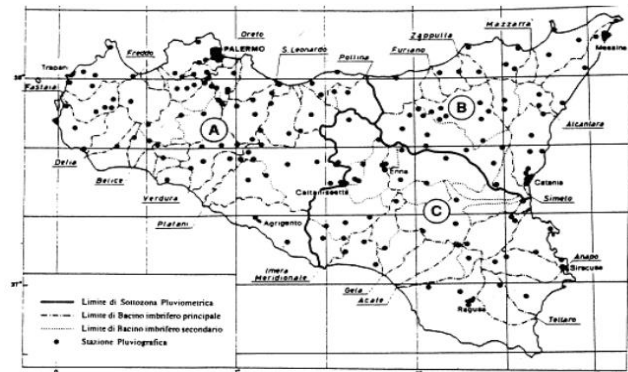 Mazzarra
Zappulla
Oreto
Messina
PALERMO
S. Leonardo
Furiano
Freddo
Pollina
Trapani
38°
Fastaia
B
A
Alcantara
Delia
Enna
Belice
Catania
Caltanissetta
Verdura
Simeto
C
Platani
Agrigento
Anapo
Siracusa
Imera
Meridionale
37°
Gela
Acate
Limite di Sottozona Pluviometrica
Limite di Bacino imbrifero principale
Ragusa
Tellaro
Limite di Bacino imbrifero secondario
Stazione Pluviografica